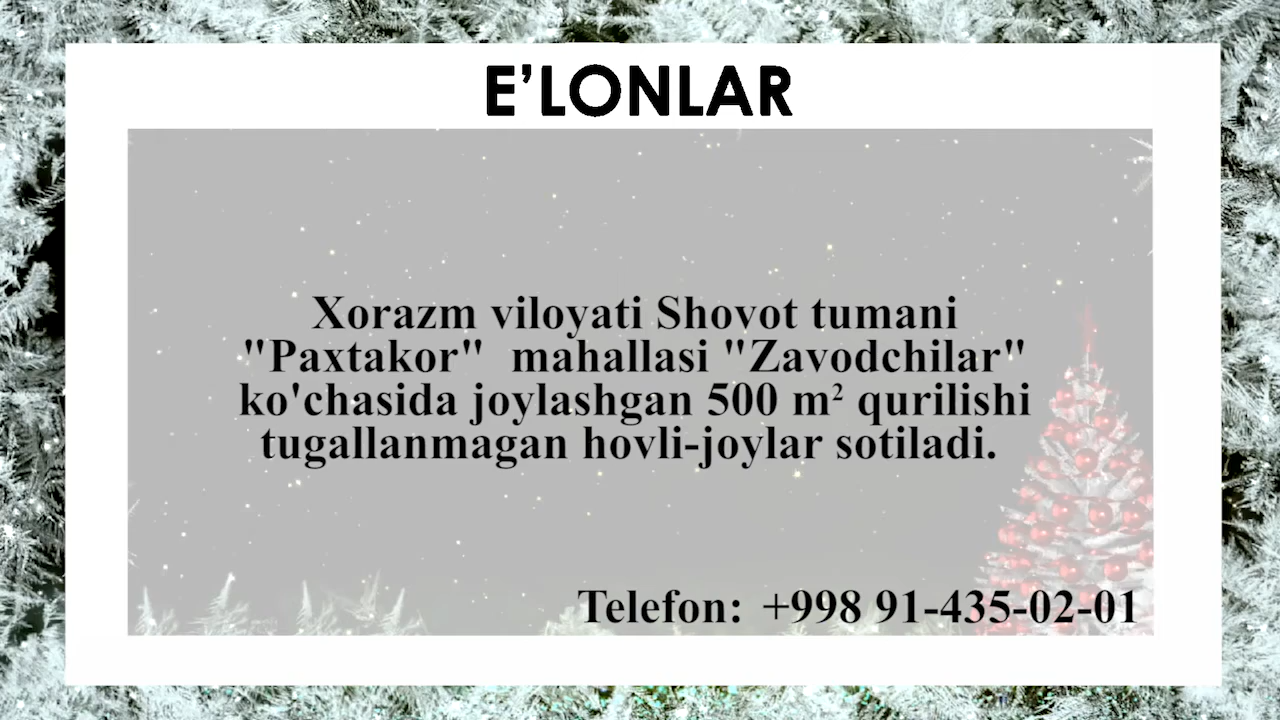 E’LONLAR
Xorazm viloyati Shovot tumani
"Paxtakor" mahallasi "Zavodchilar"
ko'chasida joylashgan 500 m² qurilishi
tugallanmagan hovli-joylar sotiladi.
Telefon: +998 91-435-02-01